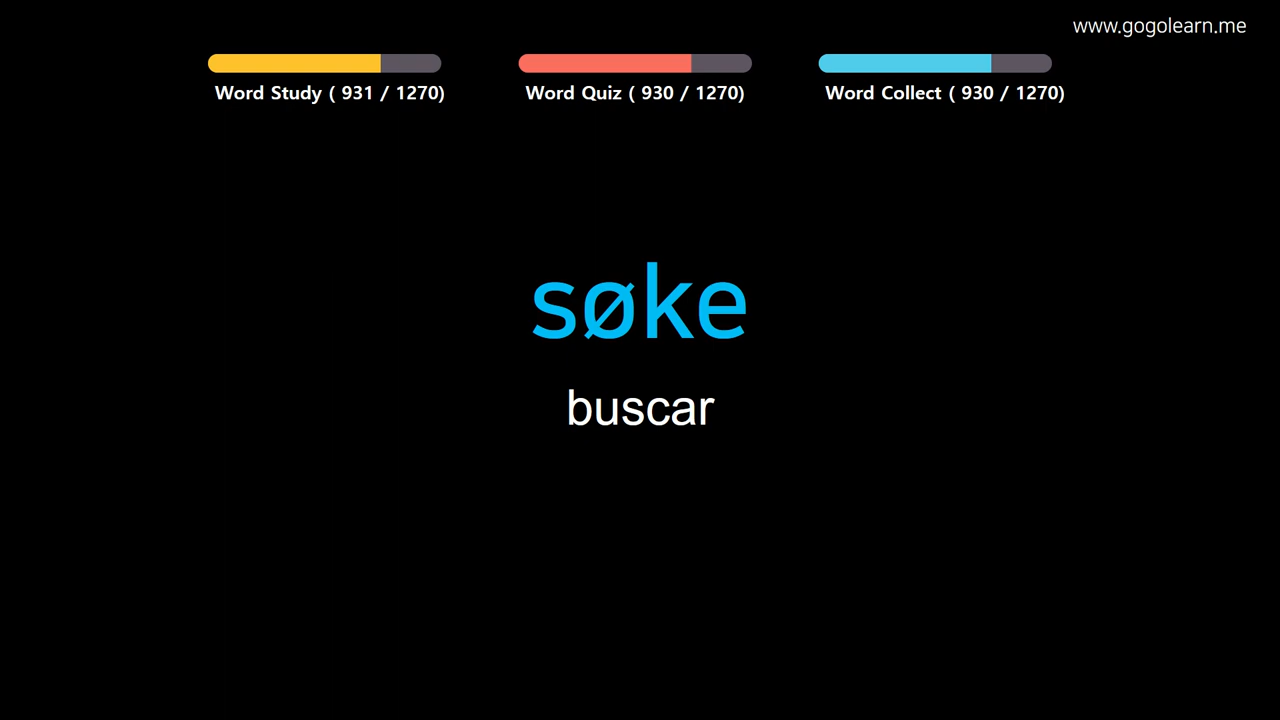 www.gogolearn.me
Word Study ( 931 / 1270)
Word Quiz ( 930 / 1270)
Word Collect ( 930 / 1270)
søke
buscar